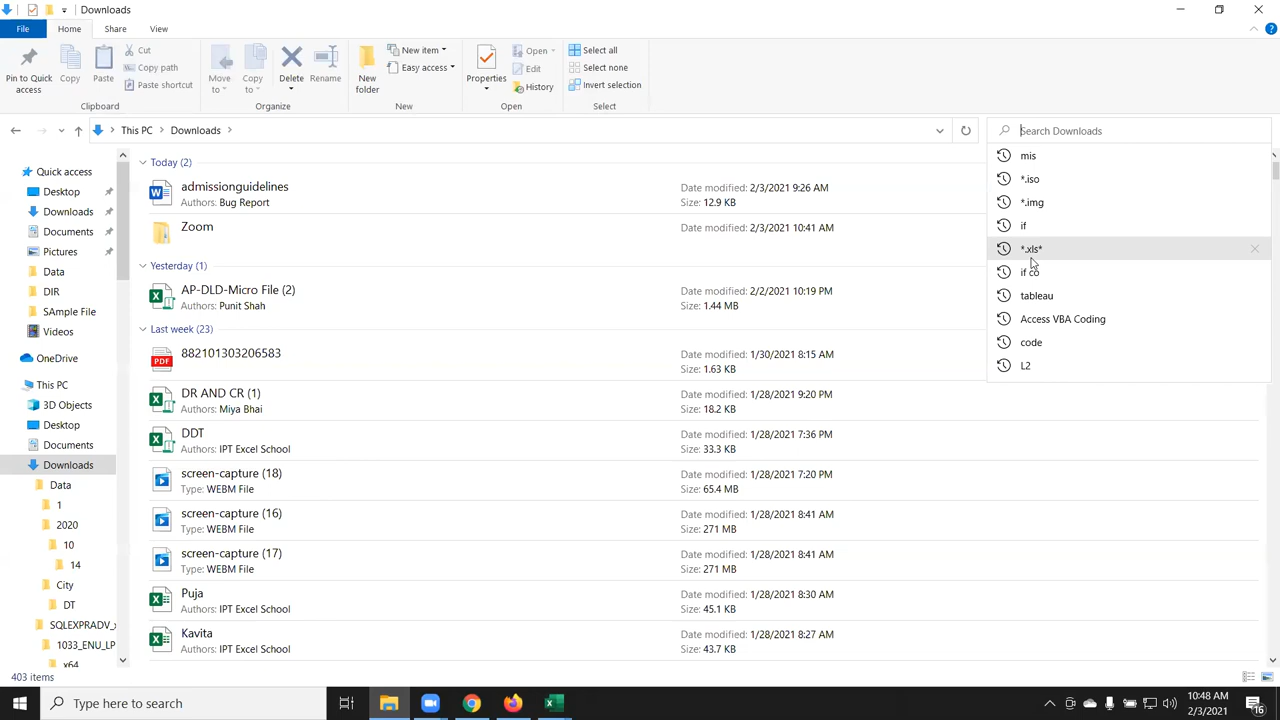 Downloads
File
Home
Share
View
Pin to Quick access
Copy
Paste
Cut
Copy path
Paste shortcut
Clipboard
Move to
Copy to
Delete
Rename
Organize
New folder
New item
Easy access
New
Properties
Open
Edit
History
Open
Select all
Select none
Invert selection
Select
This PC
Downloads
Search Downloads
mis
*.iso
*.img
if
*.xls*
if co
tableau
Access VBA Coding
code
L2
Quick access
Desktop
Downloads
Documents
Pictures
Data
DIR
SAmple File
Videos
OneDrive
This PC
3D Objects
Desktop
Documents
Downloads
Data
1
2020
10
14
City
DT
SQLEXPRADV_x
1033_ENU_LP
x64
Today (2)
admissionguidelines
Authors: Bug Report
Date modified: 2/3/2021 9:26 AM
Size: 12.9 KB
Zoom
Date modified: 2/3/2021 10:41 AM
Yesterday (1)
AP-DLD-Micro File (2)
Authors: Punit Shah
Date modified: 2/2/2021 10:19 PM
Size: 1.44 MB
Last week (23)
PDF
882101303206583
Date modified: 1/30/2021 8:15 AM
Size: 1.63 KB
DR AND CR (1)
Authors: Miya Bhai
Date modified: 1/28/2021 9:20 PM
Size: 18.2 KB
DDT
Authors: IPT Excel School
Date modified: 1/28/2021 7:36 PM
Size: 33.3 KB
screen-capture (18)
Type: WEBM File
Date modified: 1/28/2021 7:20 PM
Size: 65.4 MB
screen-capture (16)
Type: WEBM File
Date modified: 1/28/2021 8:41 AM
Size: 271 MB
screen-capture (17)
Type: WEBM File
Date modified: 1/28/2021 8:41 AM
Size: 271 MB
Puja
Authors: IPT Excel School
Date modified: 1/28/2021 8:30 AM
Size: 45.1 KB
Kavita
Authors: IPT Excel School
Date modified: 1/28/2021 8:27 AM
Size: 43.7 KB
403 items
Type here to search
10:48 AM
2/3/2021
16